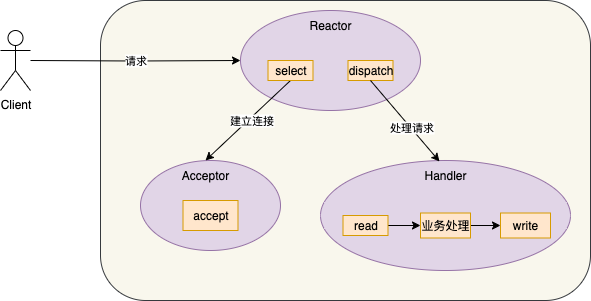 Reactor
请求
select
dispatch
Client
建立连接
处理请求
Acceptor
Handler
accept
read
业务处理
write